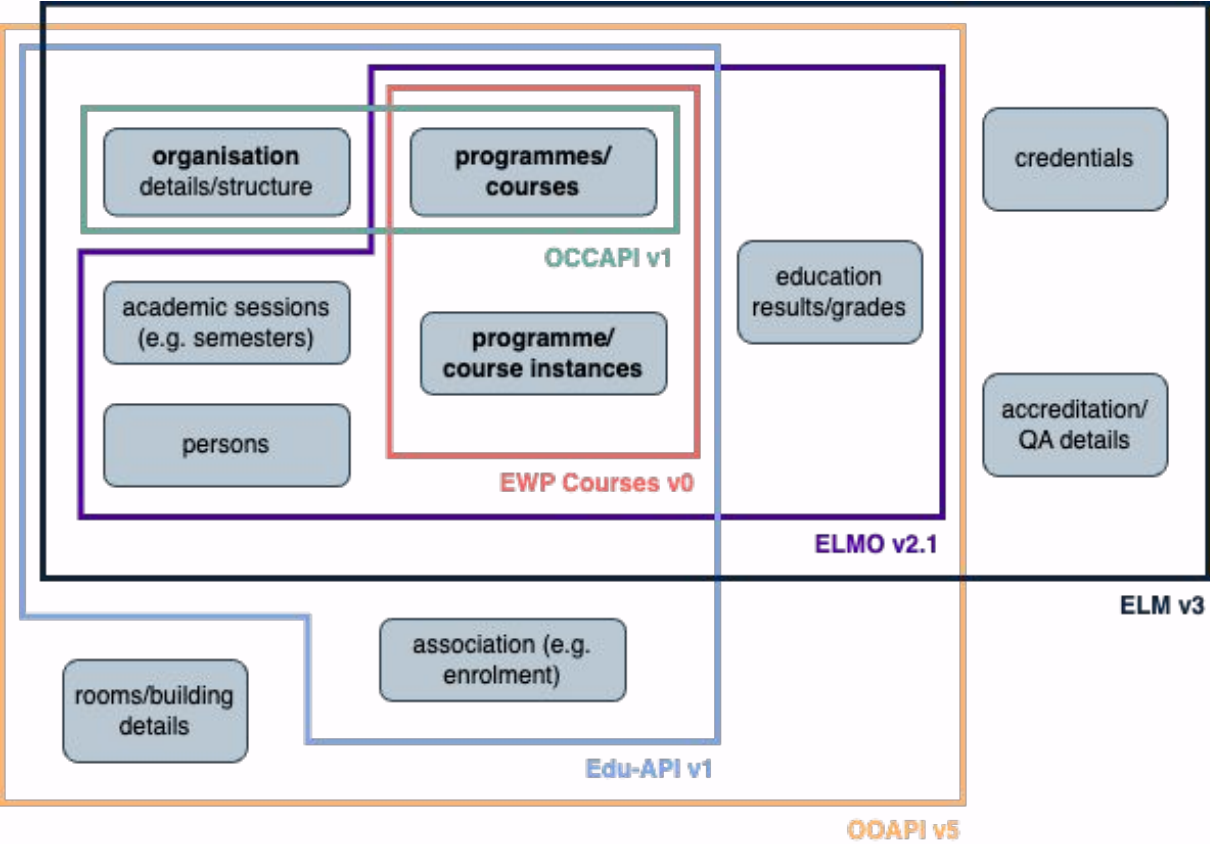 organisation
details/structure
programmes/
courses
credentials
OCCAPI v1
education
results/grades
academic sessions
(e.g. semesters)
programme/
course instances
accreditation/
QA details
persons
EWP Courses v0
ELMO v2.1
ELM v3
association (e.g.
enrolment)
rooms/building
details
Edu-API v1
OOAPI v5